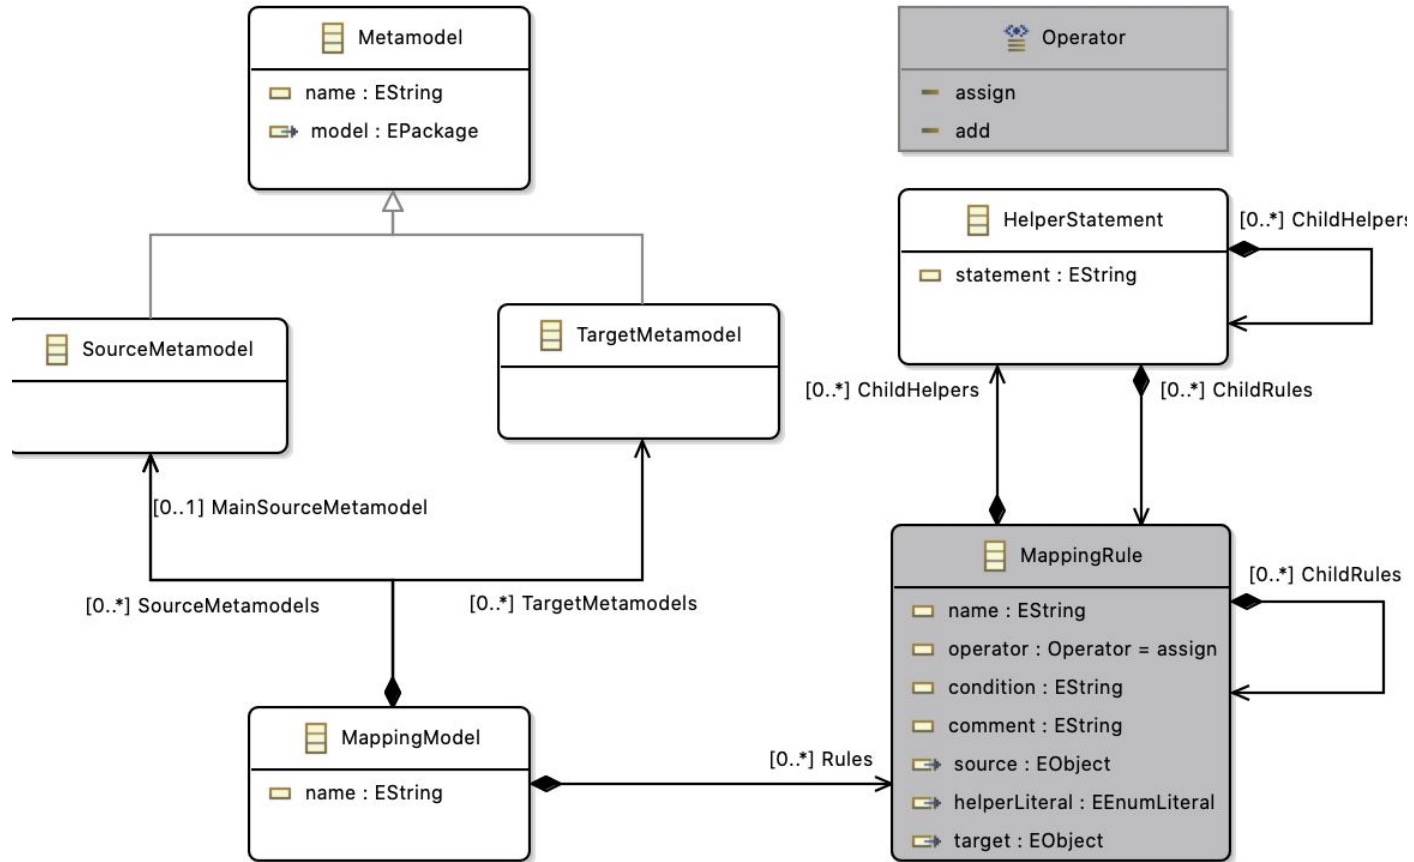 Metamodel
name : EString
model : EPackage
Operator
assign
add
HelperStatement
statement : EString
[0..*] ChildHelpers
SourceMetamodel
TargetMetamodel
[0..*] ChildHelpers
[0..*] ChildRules
[0..1] MainSourceMetamodel
[0..*] SourceMetamodels
[0..*] TargetMetamodels
MappingRule
name : EString
operator : Operator = assign
condition : EString
comment : EString
source : EObject
helperLiteral : EEnumLiteral
target : EObject
[0..*] ChildRules
MappingModel
name : EString
[0..*] Rules